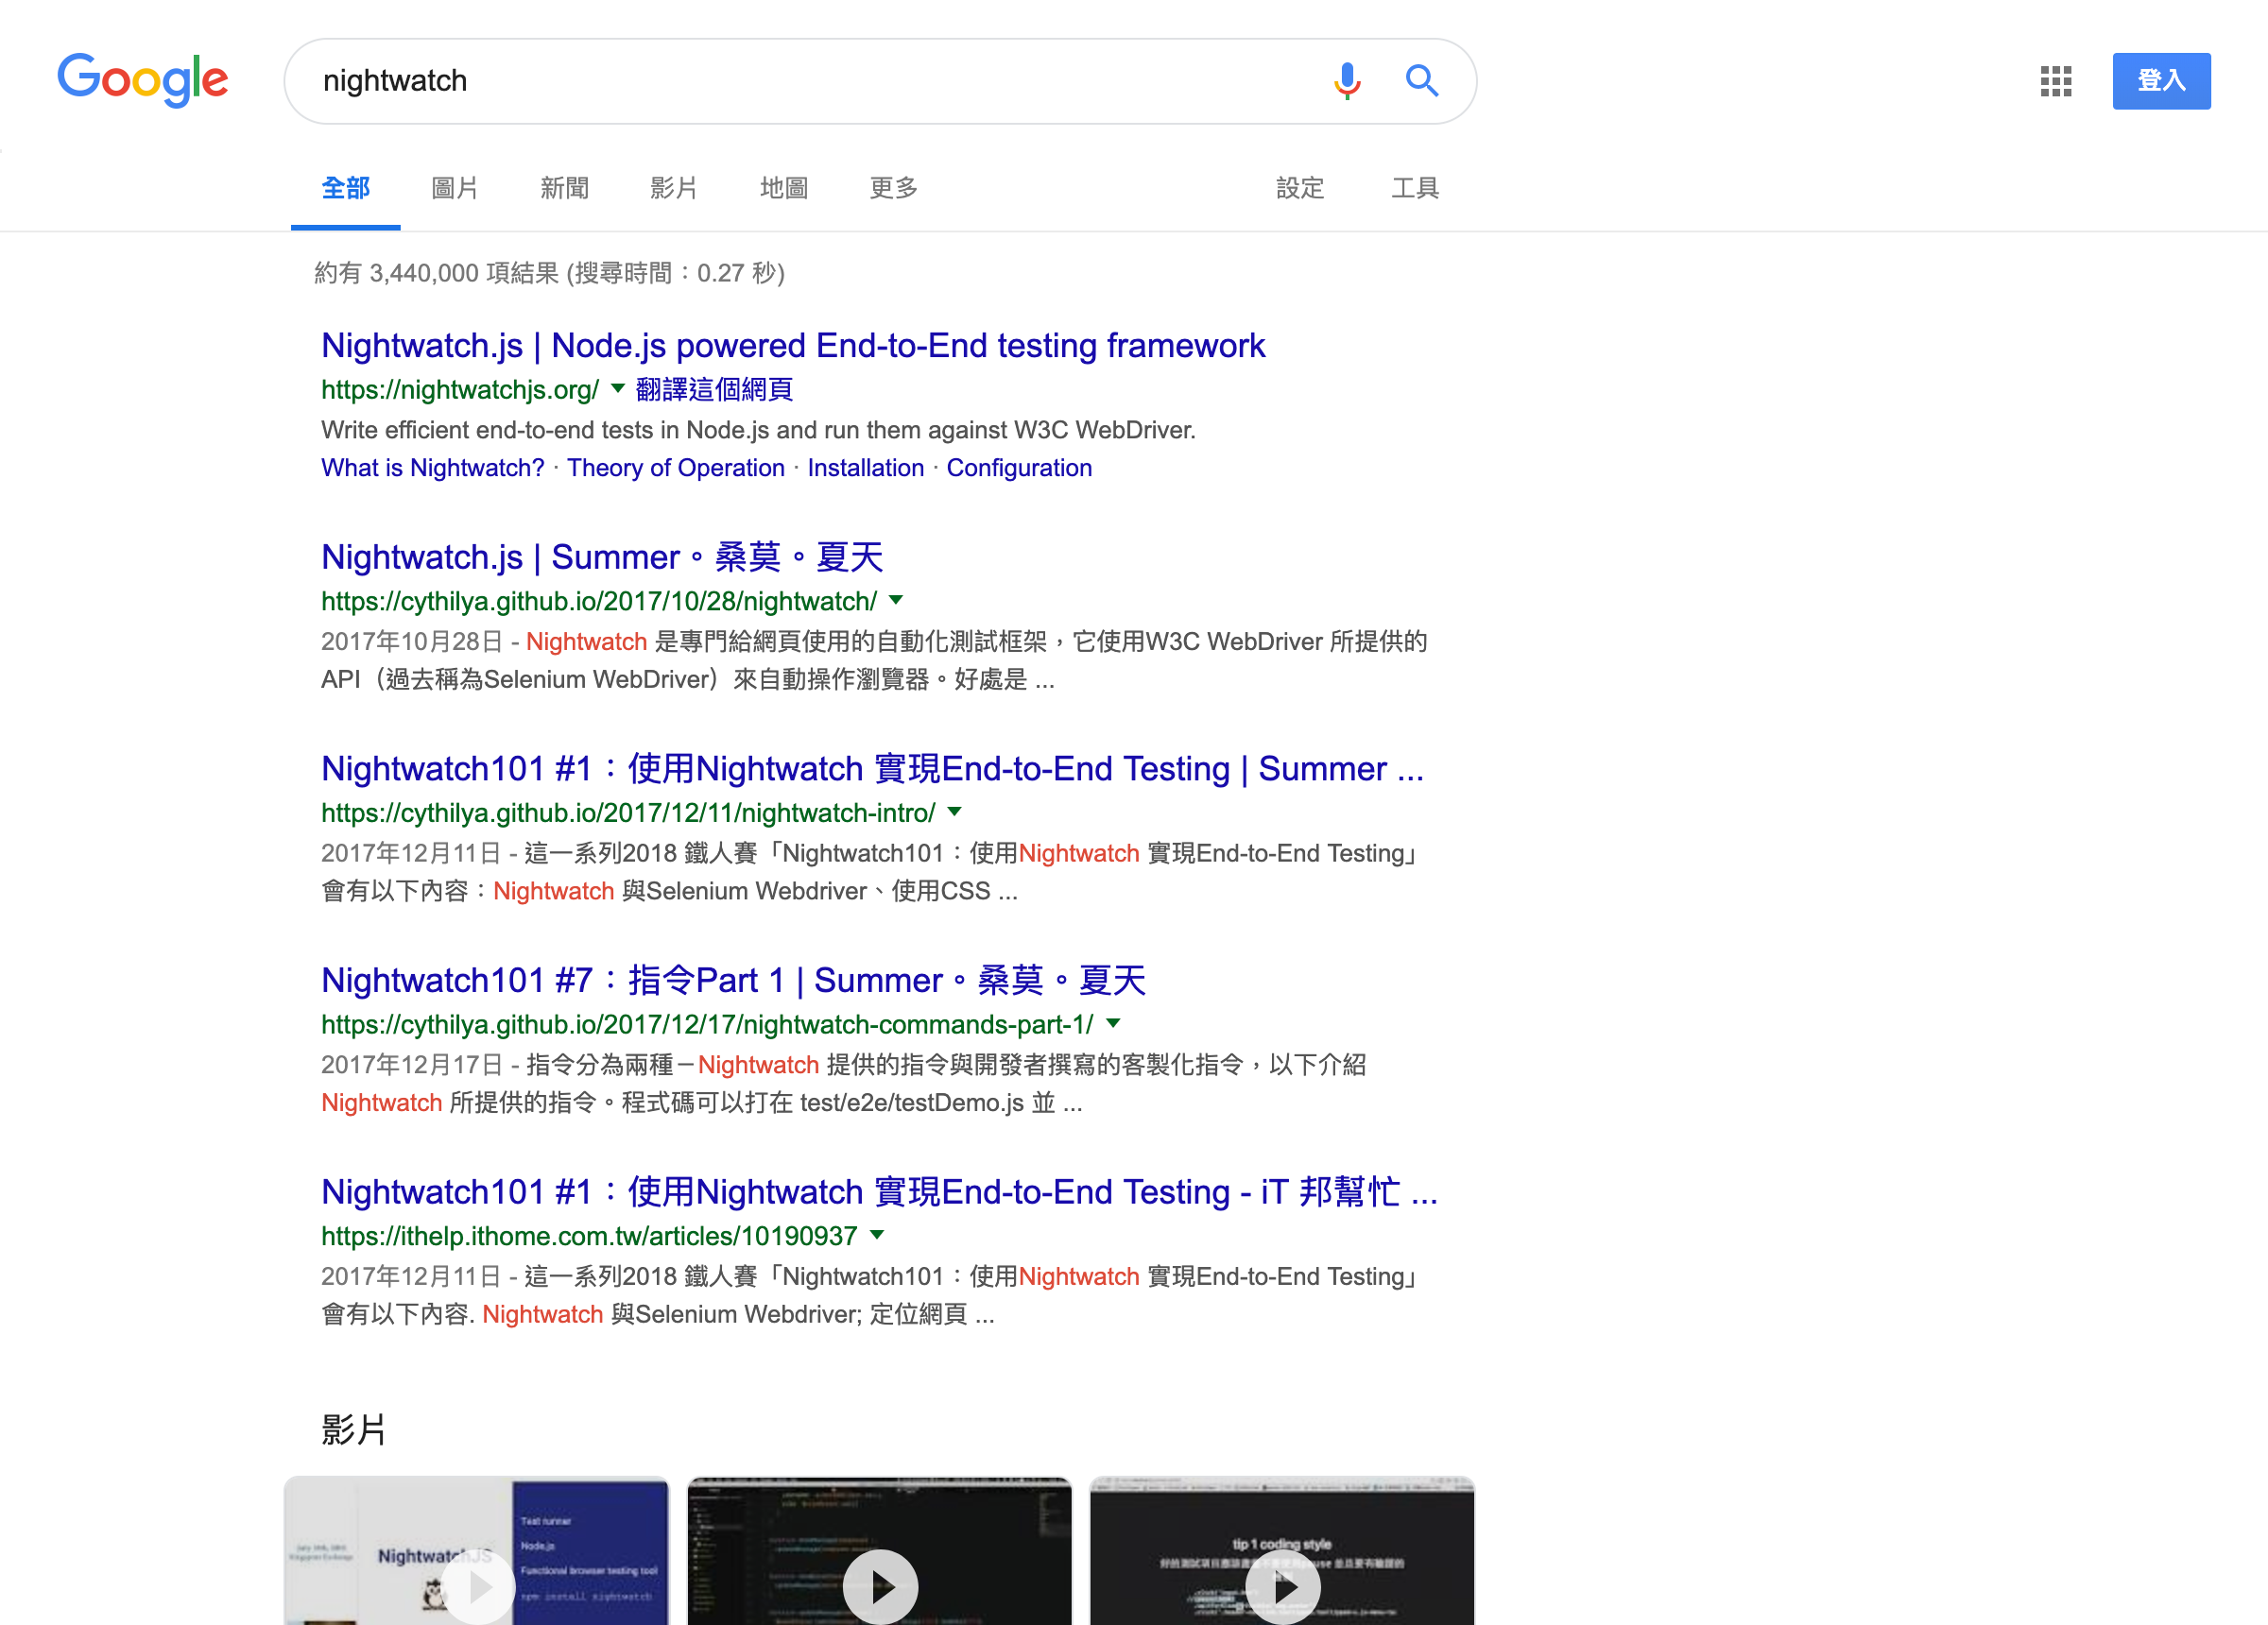 Google
nightwatch
登入
全部 圖片 新聞 影片 地圖 更多 設定 工具
約有 3,440,000 項結果 (搜尋時間：0.27 秒)
Nightwatch.js | Node.js powered End-to-End testing framework
https://nightwatchjs.org/ 翻譯這個網頁
Write efficient end-to-end tests in Node.js and run them against W3C WebDriver.
What is Nightwatch? · Theory of Operation · Installation · Configuration
Nightwatch.js | Summer。桑莫。夏天
https://cythilya.github.io/2017/10/28/nightwatch/
2017年10月28日 - Nightwatch 是專門給網頁使用的自動化測試框架，它使用W3C WebDriver 所提供的
API（過去稱為Selenium WebDriver）來自動操作瀏覽器。好處是 ...
Nightwatch101 #1：使用Nightwatch 實現End-to-End Testing | Summer ...
https://cythilya.github.io/2017/12/11/nightwatch-intro/
2017年12月11日 - 這一系列2018 鐵人賽「Nightwatch101：使用Nightwatch 實現End-to-End Testing」
會有以下內容：Nightwatch 與Selenium Webdriver、使用CSS ...
Nightwatch101 #7：指令Part 1 | Summer。桑莫。夏天
https://cythilya.github.io/2017/12/17/nightwatch-commands-part-1/
2017年12月17日 - 指令分為兩種－Nightwatch 提供的指令與開發者撰寫的客製化指令，以下介紹
Nightwatch 所提供的指令。程式碼可以打在 test/e2e/testDemo.js 並 ...
Nightwatch101 #1：使用Nightwatch 實現End-to-End Testing - iT 邦幫忙 ...
https://ithelp.ithome.com.tw/articles/10190937
2017年12月11日 - 這一系列2018 鐵人賽「Nightwatch101：使用Nightwatch 實現End-to-End Testing」
會有以下內容. Nightwatch 與Selenium Webdriver; 定位網頁 ...
影片
NightwatchJS
Test runner
Node.js
Functional browser testing tool
npm install nightwatch
tip 1 coding style